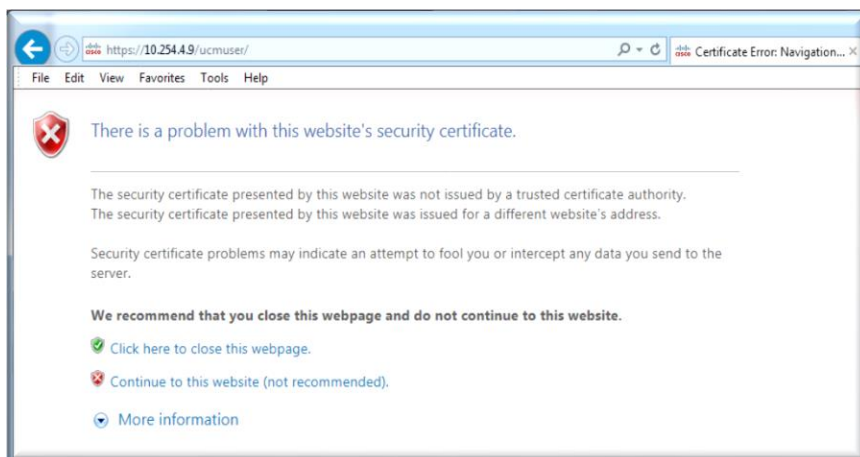 cisco https://10.254.4.9/ucmuser/
cisco Certificate Error: Navigation...
File Edit View Favorites Tools Help
There is a problem with this website's security certificate.
The security certificate presented by this website was not issued by a trusted certificate authority.
The security certificate presented by this website was issued for a different website's address.
Security certificate problems may indicate an attempt to fool you or intercept any data you send to the
server.
We recommend that you close this webpage and do not continue to this website.
Click here to close this webpage.
Continue to this website (not recommended).
More information